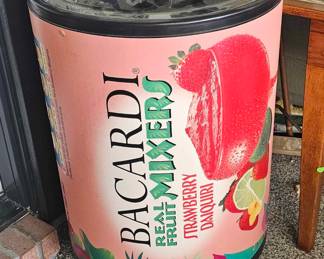 BACARDI®
REAL
FRUIT
MIXERS
STRAWBERRY
DAIQUIRI